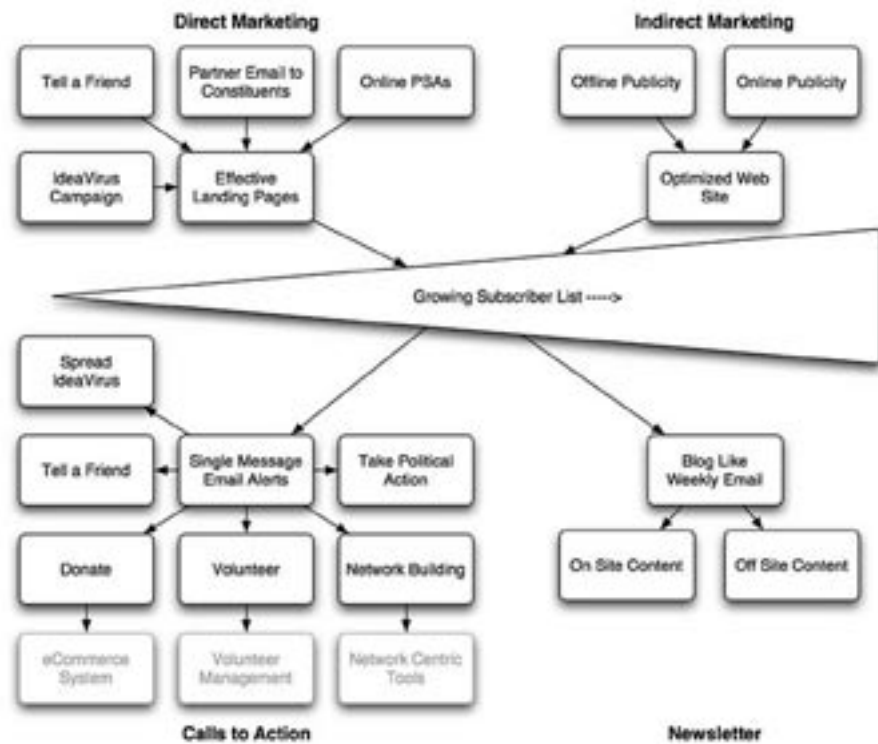 Direct Marketing
Indirect Marketing
Tell a Friend
Partner Email to
Constituents
Online PSAs
Offline Publicity
Online Publicity
IdeaVirus
Campaign
Effective
Landing Pages
Optimized Web
Site
Growing Subscriber List ----->
Spread
IdeaVirus
Tell a Friend
Single Message
Email Alerts
Take Political
Action
Blog Like
Weekly Email
Donate
Volunteer
Network Building
On Site Content
Off Site Content
eCommerce
System
Volunteer
Management
Network Centric
Tools
Calls to Action
Newsletter